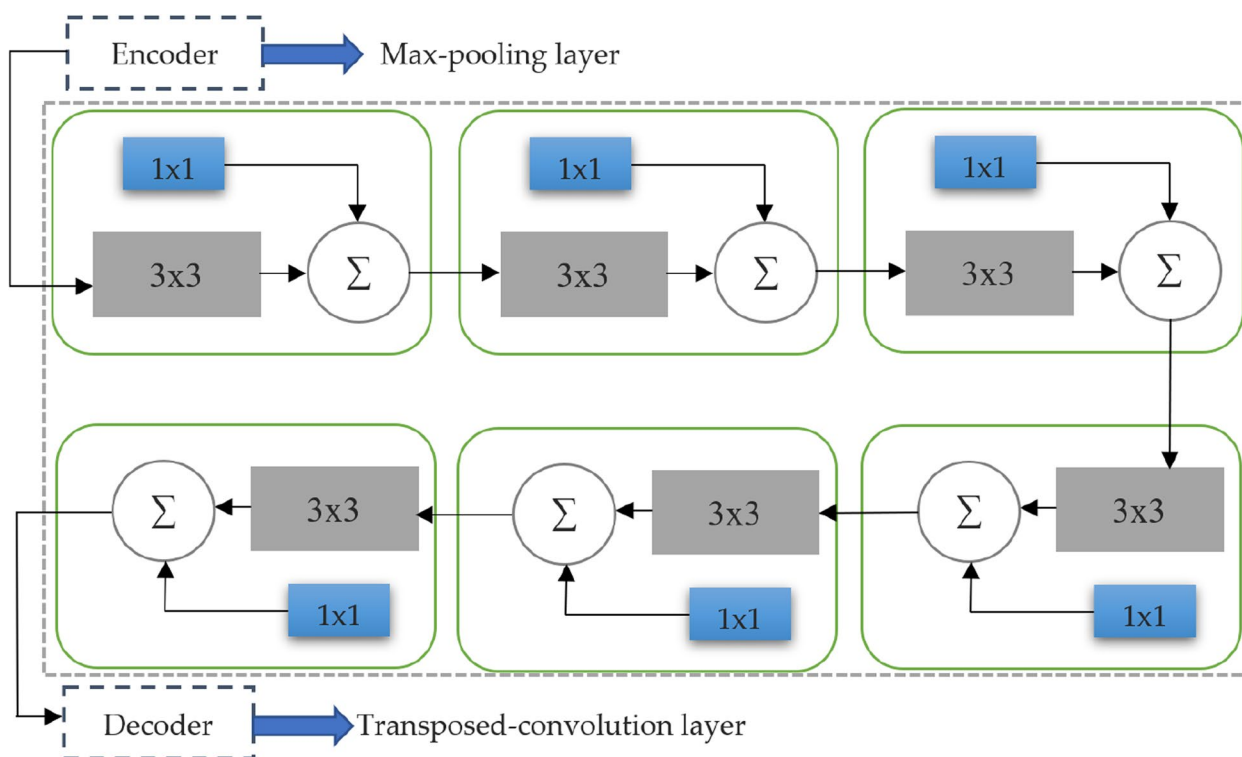 Encoder
Max-pooling layer
1x1
1x1
1x1
3x3
Σ
3x3
Σ
3x3
Σ
Σ
3x3
Σ
3x3
Σ
3x3
1x1
1x1
1x1
Decoder
Transposed-convolution layer